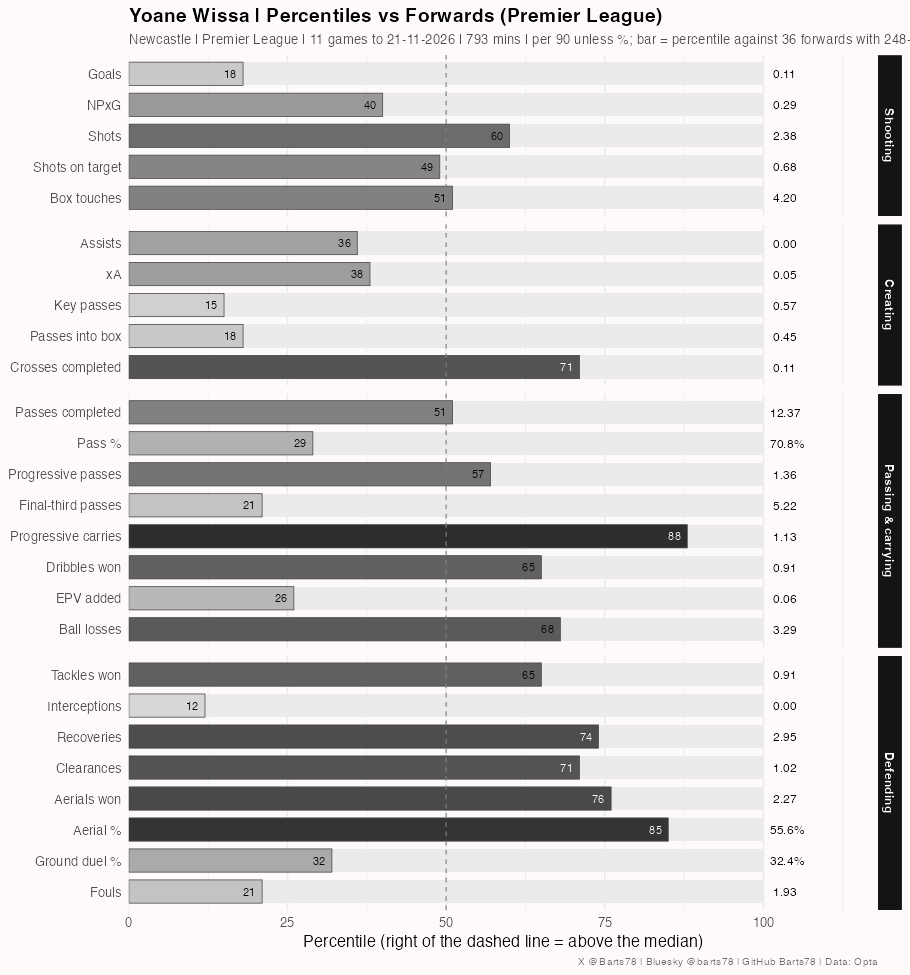 Yoane Wissa | Percentiles vs Forwards (Premier League)
Newcastle | Premier League | 11 games to 21-11-2026 | 793 mins | per 90 unless %; bar = percentile against 36 forwards with 248-
Goals 18 0.11
NPxG 40 0.29
Shots 60 2.38
Shots on target 49 0.68
Box touches 51 4.20
Shooting
Assists 36 0.00
xA 38 0.05
Key passes 15 0.57
Passes into box 18 0.45
Crosses completed 71 0.11
Creating
Passes completed 51 12.37
Pass % 29 70.8%
Progressive passes 57 1.36
Final-third passes 21 5.22
Progressive carries 88 1.13
Dribbles won 65 0.91
EPV added 26 0.06
Ball losses 68 3.29
Passing & carrying
Tackles won 65 0.91
Interceptions 12 0.00
Recoveries 74 2.95
Clearances 71 1.02
Aerials won 76 2.27
Aerial % 85 55.6%
Ground duel % 32 32.4%
Fouls 21 1.93
Defending
0 25 50 75 100
Percentile (right of the dashed line = above the median)
X @Barts78 | Bluesky @barts78 | GitHub Barts78 | Data: Opta